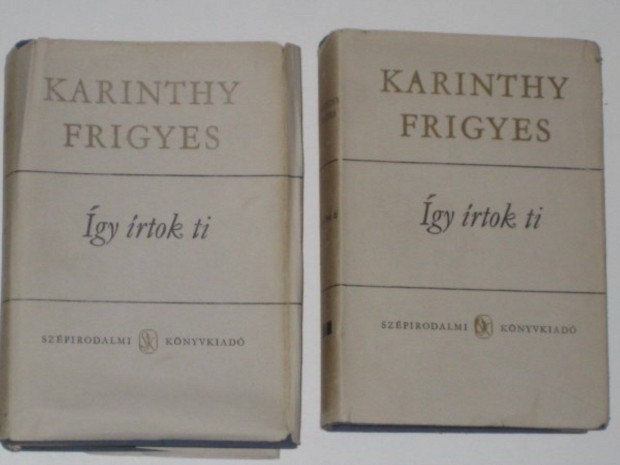 KARINTHY
FRIGYES
Így írtok ti
SZÉPIRODALMI KÖNYVKIADÓ
KARINTHY
FRIGYES
Így írtok ti
SZÉPIRODALMI KÖNYVKIADÓ